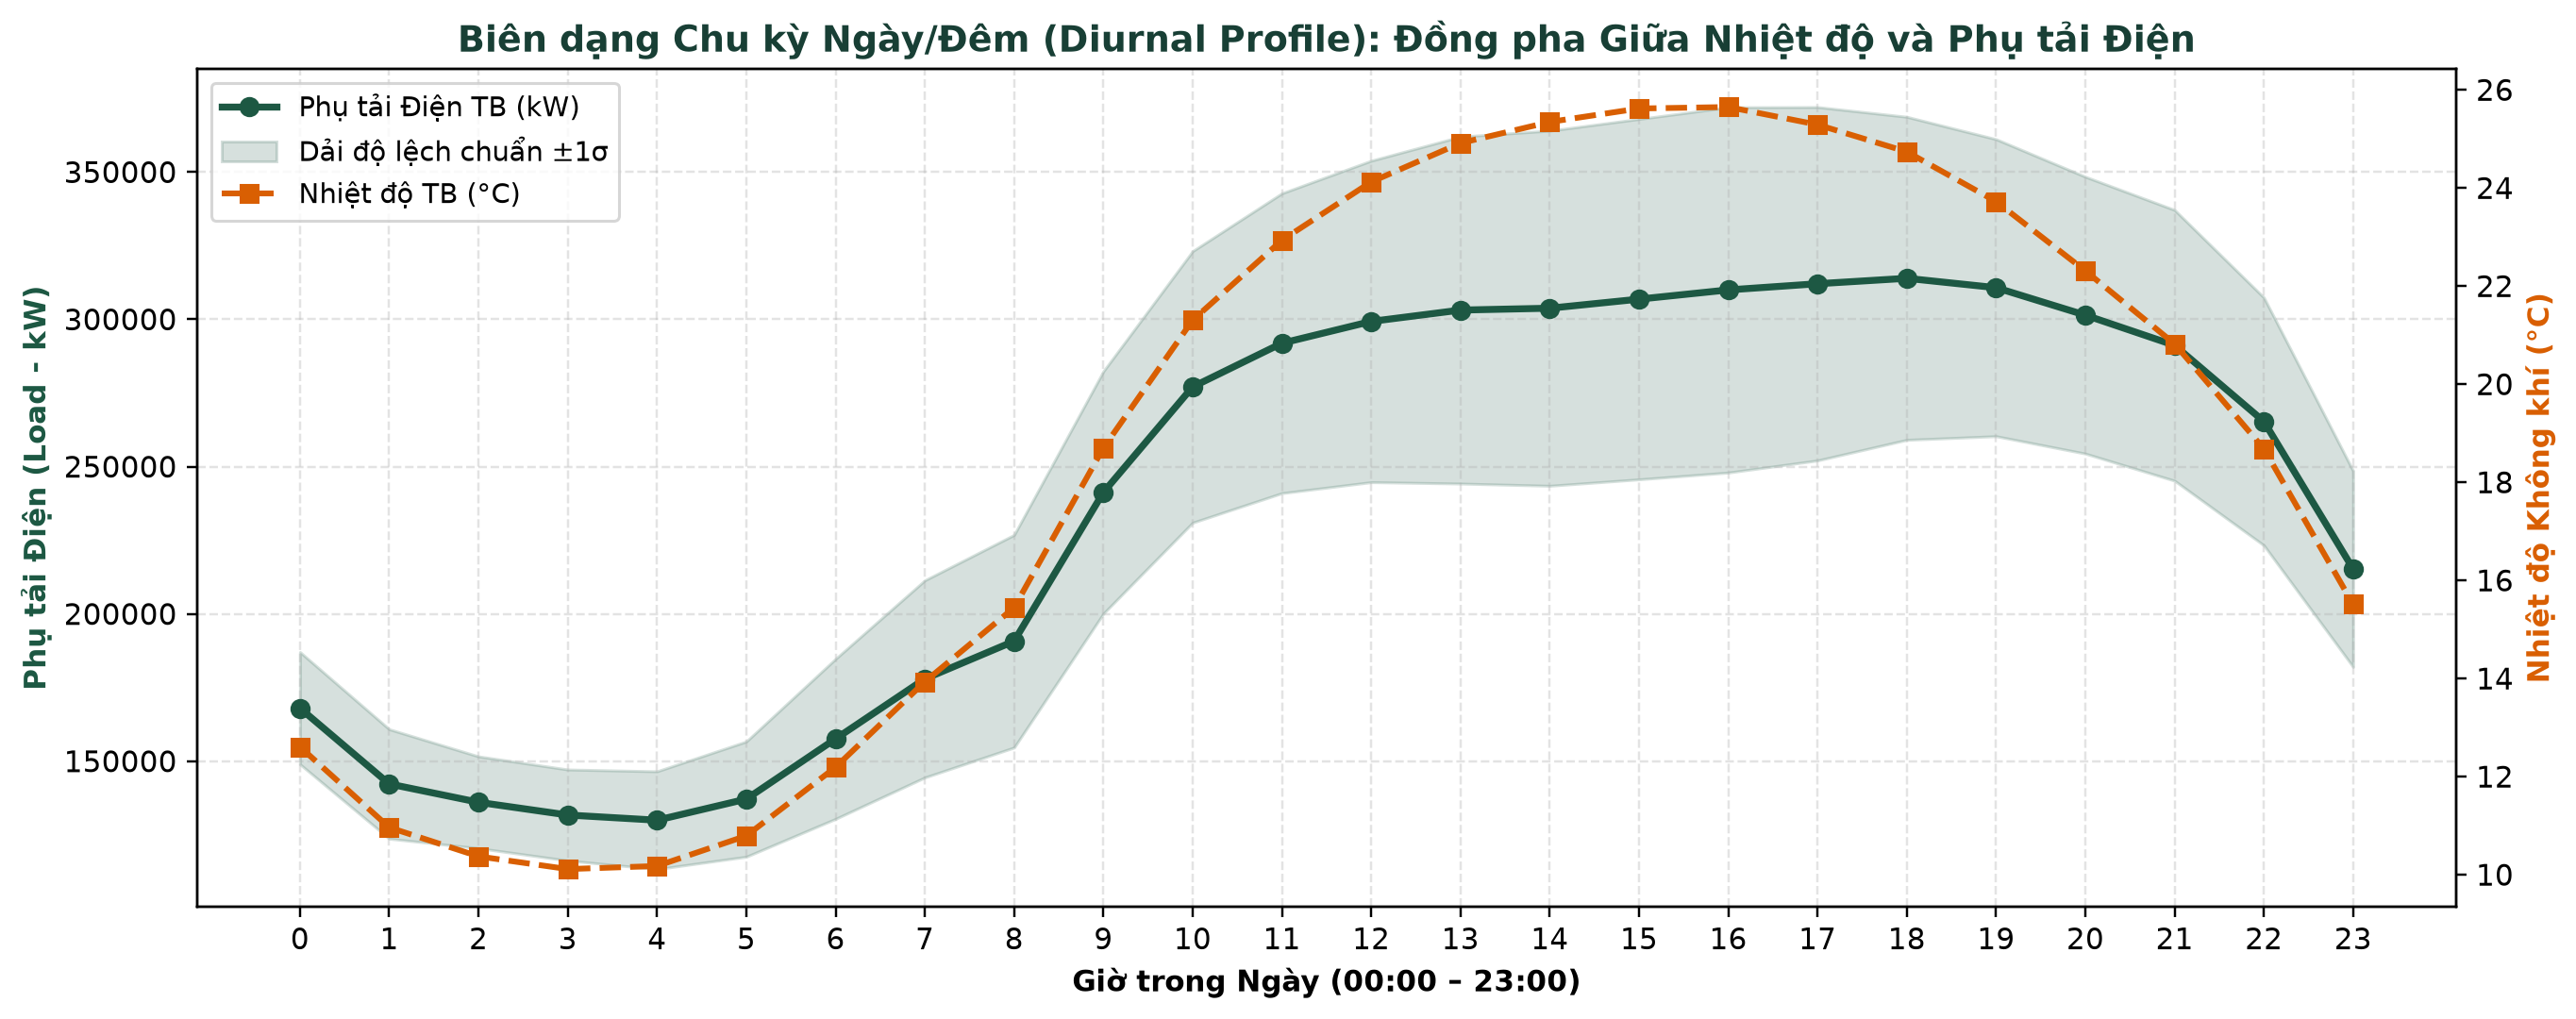 Biên dạng Chu kỳ Ngày/Đêm (Diurnal Profile): Đồng pha Giữa Nhiệt độ và Phụ tải Điện
Phụ tải Điện TB (kW)
Dải độ lệch chuẩn ±1σ
Nhiệt độ TB (°C)
Phụ tải Điện (Load - kW)
350000
300000
250000
200000
150000
26
24
22
20
18
16
14
12
10
Nhiệt độ Không khí (°C)
0 1 2 3 4 5 6 7 8 9 10 11 12 13 14 15 16 17 18 19 20 21 22 23
Giờ trong Ngày (00:00 – 23:00)